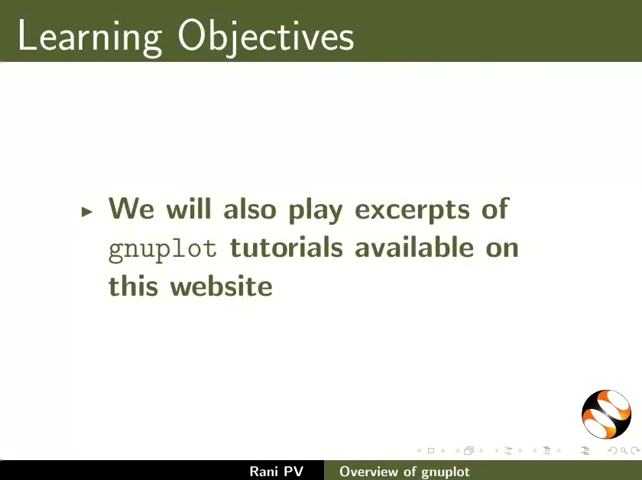 Learning Objectives
We will also play excerpts of
gnuplot tutorials available on
this website
Rani PV Overview of gnuplot